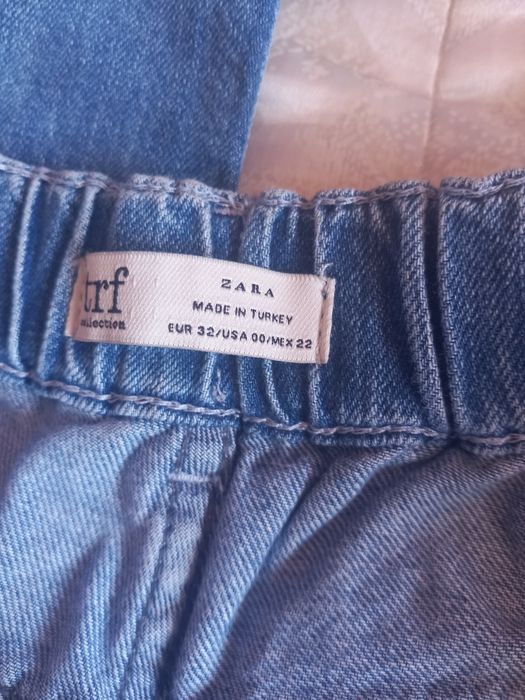 trf
collection
ZARA
MADE IN TURKEY
EUR 32/USA 00/MEX 22